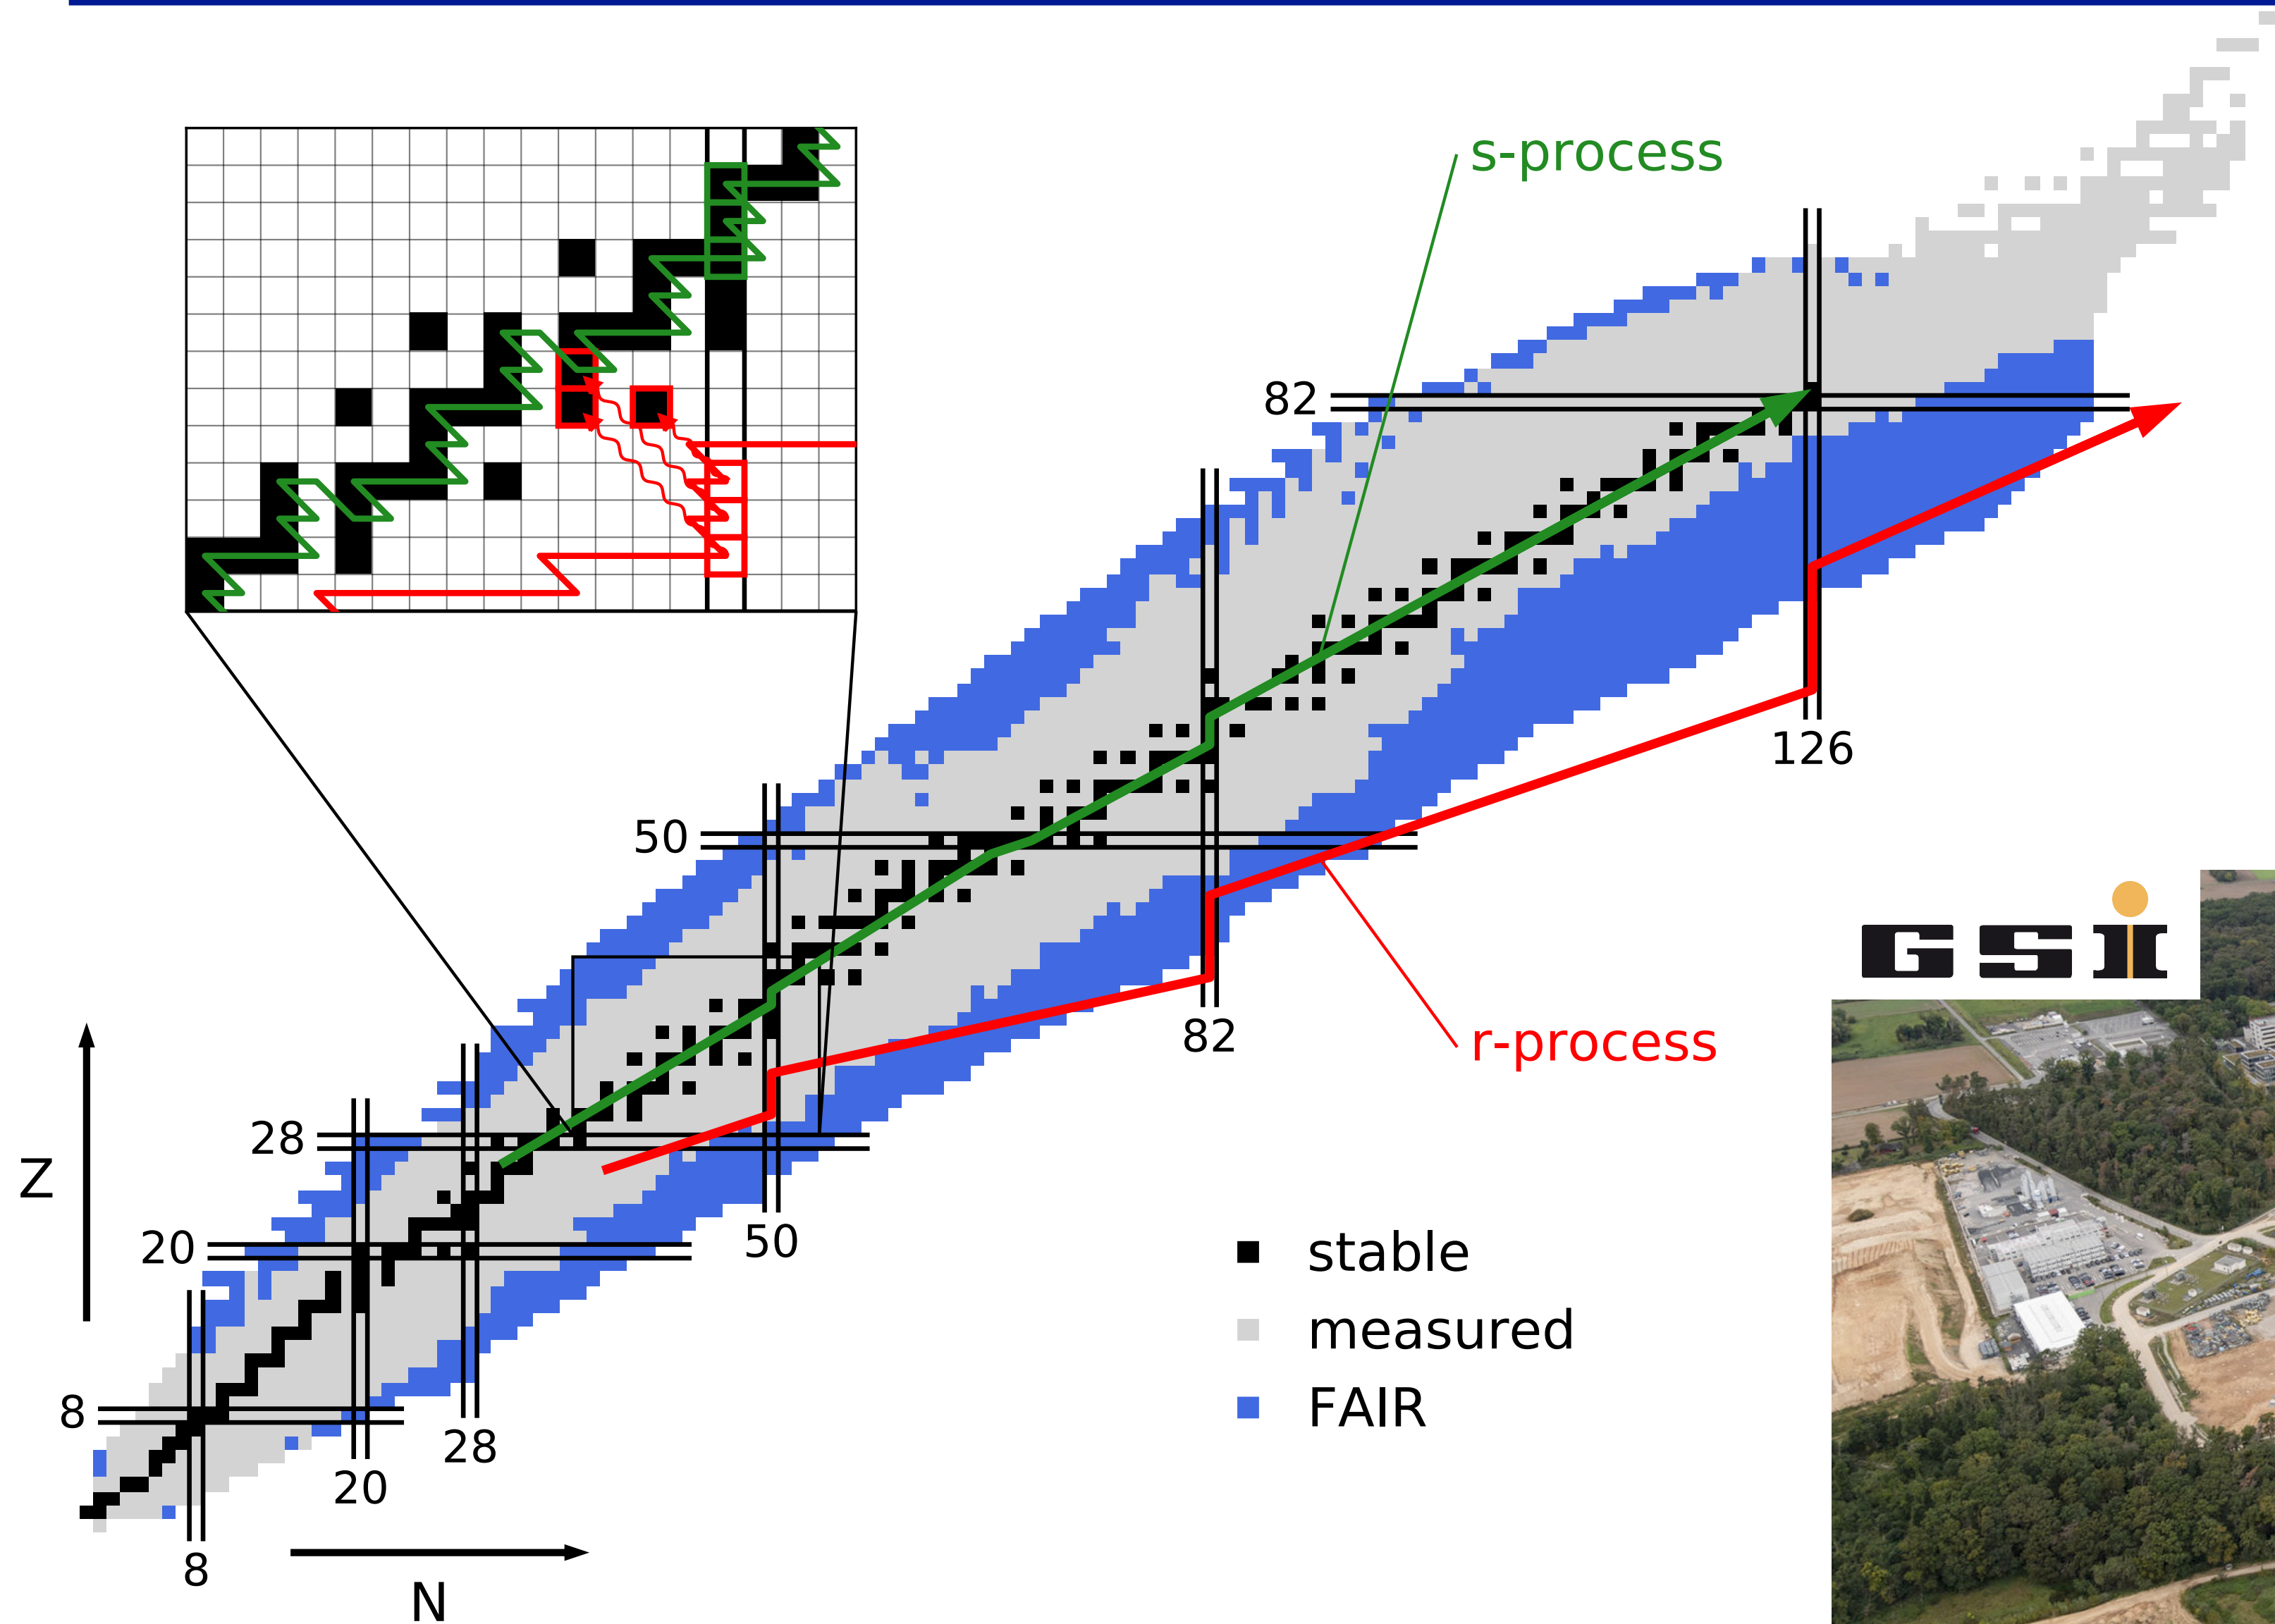 s-process
82
126
50
GSI
82
r-process
28
Z
20
50
stable
measured
8
FAIR
28
20
8
N